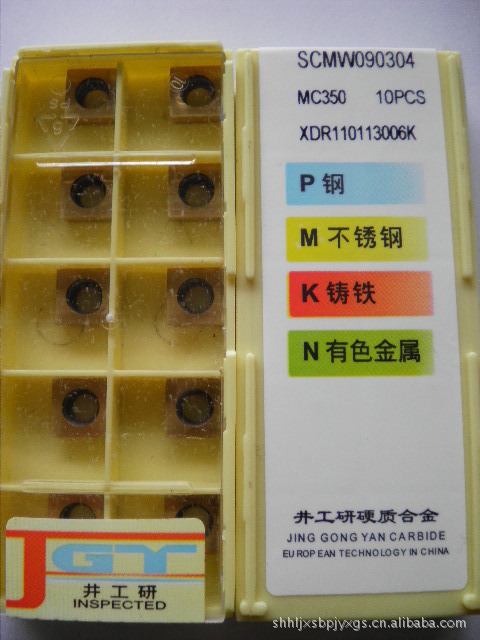 SCMW090304
MC350 10PCS
XDR110113006K
P 钢
M 不锈钢
K 铸铁
N 有色金属
井工研硬质合金
JING GONG YAN CARBIDE
EUROPEAN TECHNOLOGY IN CHINA
JGY
井工研
INSPECTED
shhljxsbpjyxgs.cn.alibaba.com